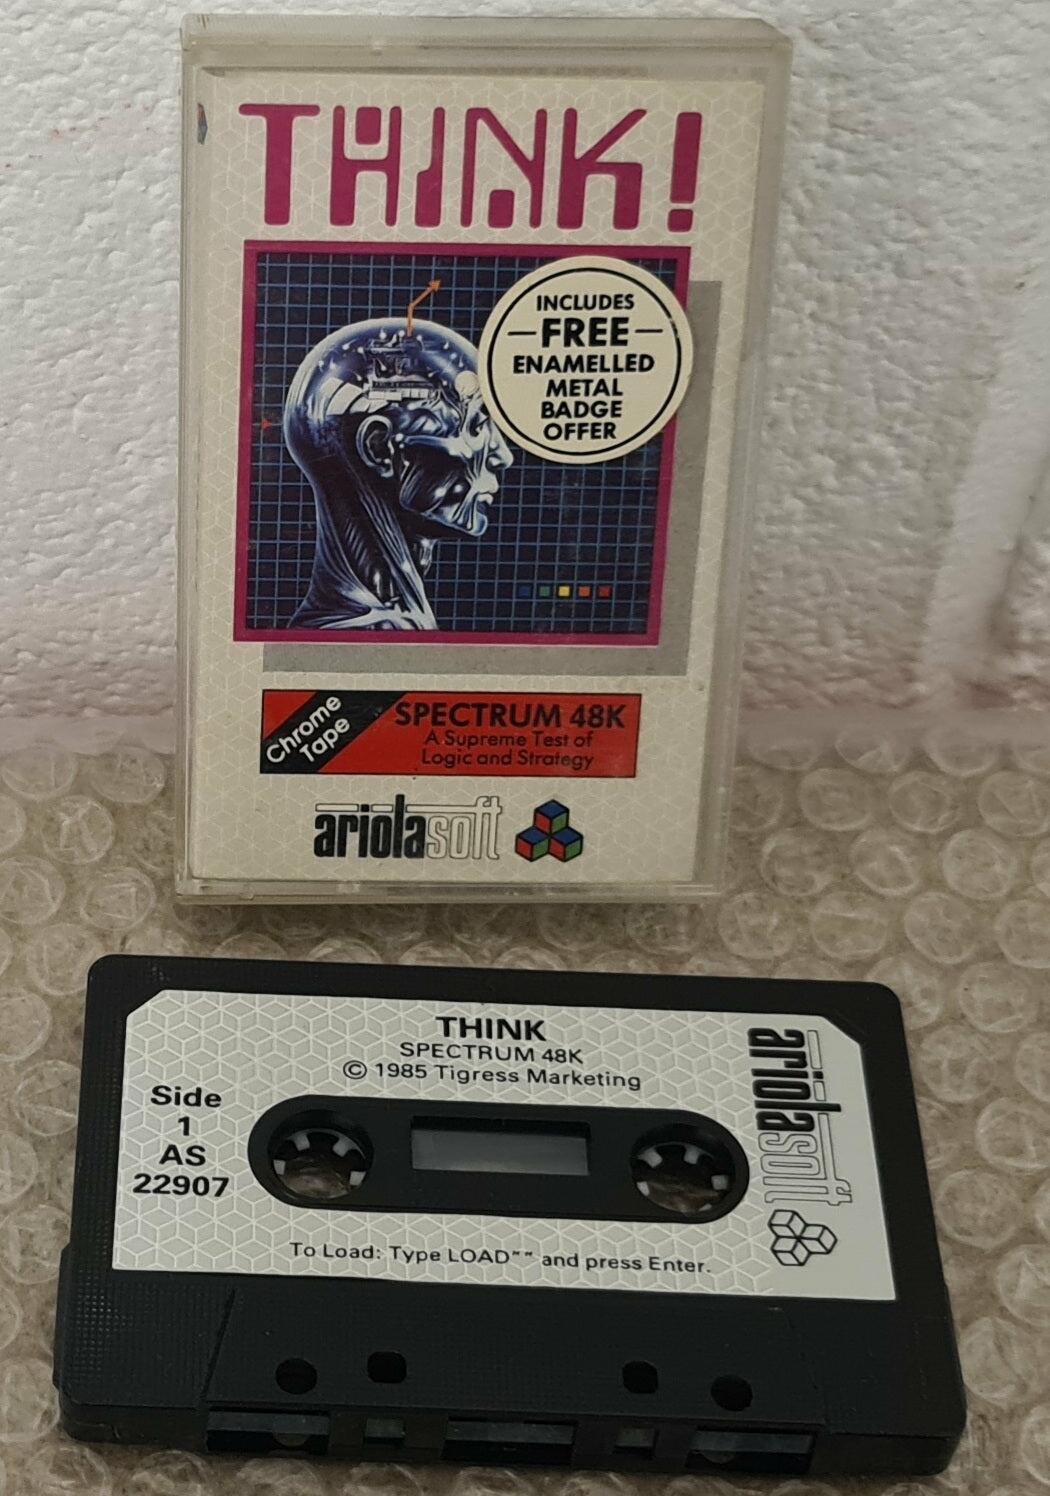 THINK!
INCLUDES
FREE
ENAMELLED
METAL
BADGE
OFFER
Chrome
Tape
SPECTRUM 48K
A Supreme Test of
Logic and Strategy
ariolasoft
THINK
SPECTRUM 48K
© 1985 Tigress Marketing
Side
1
AS
22907
ariolasoft
To Load: Type LOAD"" and press Enter.